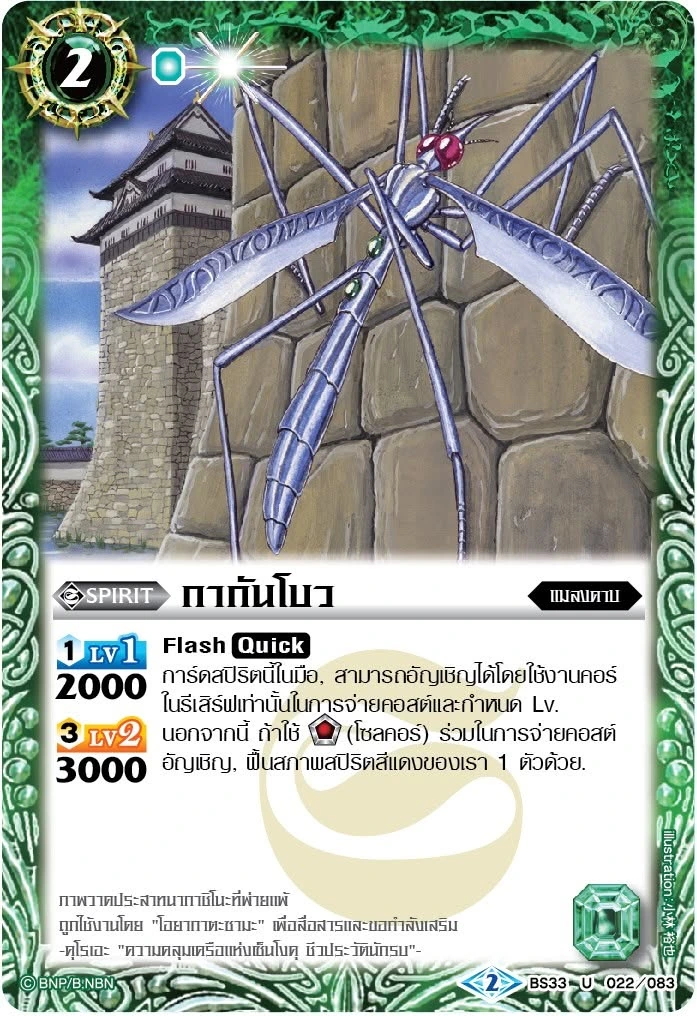 2
SPIRIT กากันโบว แมลงดาบ
1 LV1
2000
3 LV2
3000
Flash Quick
การ์ดสปิริตนี้ในมือ, สามารถอัญเชิญได้โดยใช้งานคอร์
ในรีเสิร์ฟเท่านั้นในการจ่ายคอสต์และกำหนด Lv.
นอกจากนี้ ถ้าใช้ (โซลคอร์) ร่วมในการจ่ายคอสต์
อัญเชิญ, ฟื้นสภาพสปิริตสีแดงของเรา 1 ตัวด้วย.
ภาพวาดประสาทนากาชิโนะที่พ่ายแพ้
ถูกใช้งานโดย "โอยากาตะซามะ" เพื่อสื่อสารและขอกำลังเสริม
-คุโรเอะ "ความคลุมเครือแห่งเซ็นโงคุ ชีวประวัตินักรบ"-
illustration:小林裕也
©BNP/B;NBN
2 BS33 U 022/083